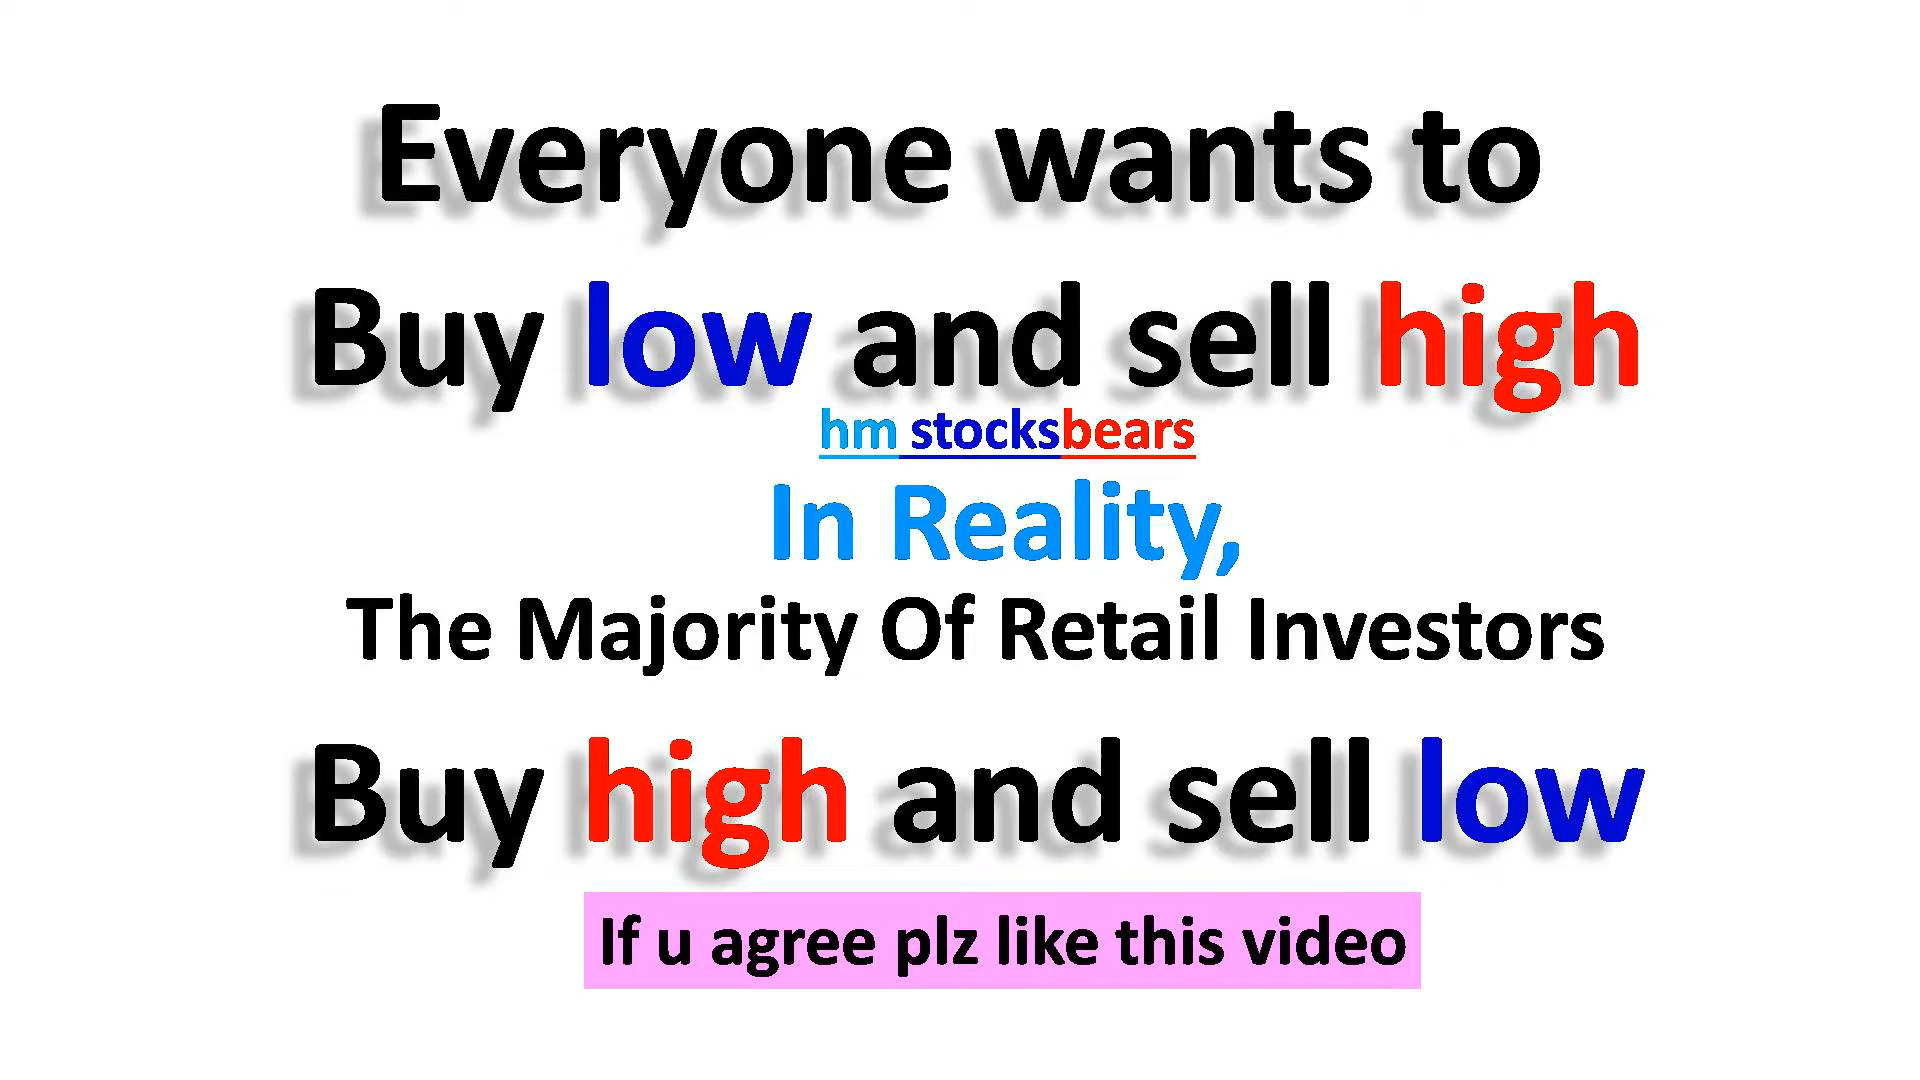 Everyone wants to
Buy low and sell high
hm stocksbears
In Reality,
The Majority Of Retail Investors
Buy high and sell low
If u agree plz like this video